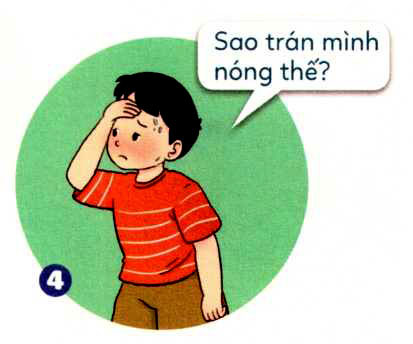 Sao trán mình
nóng thế?
4